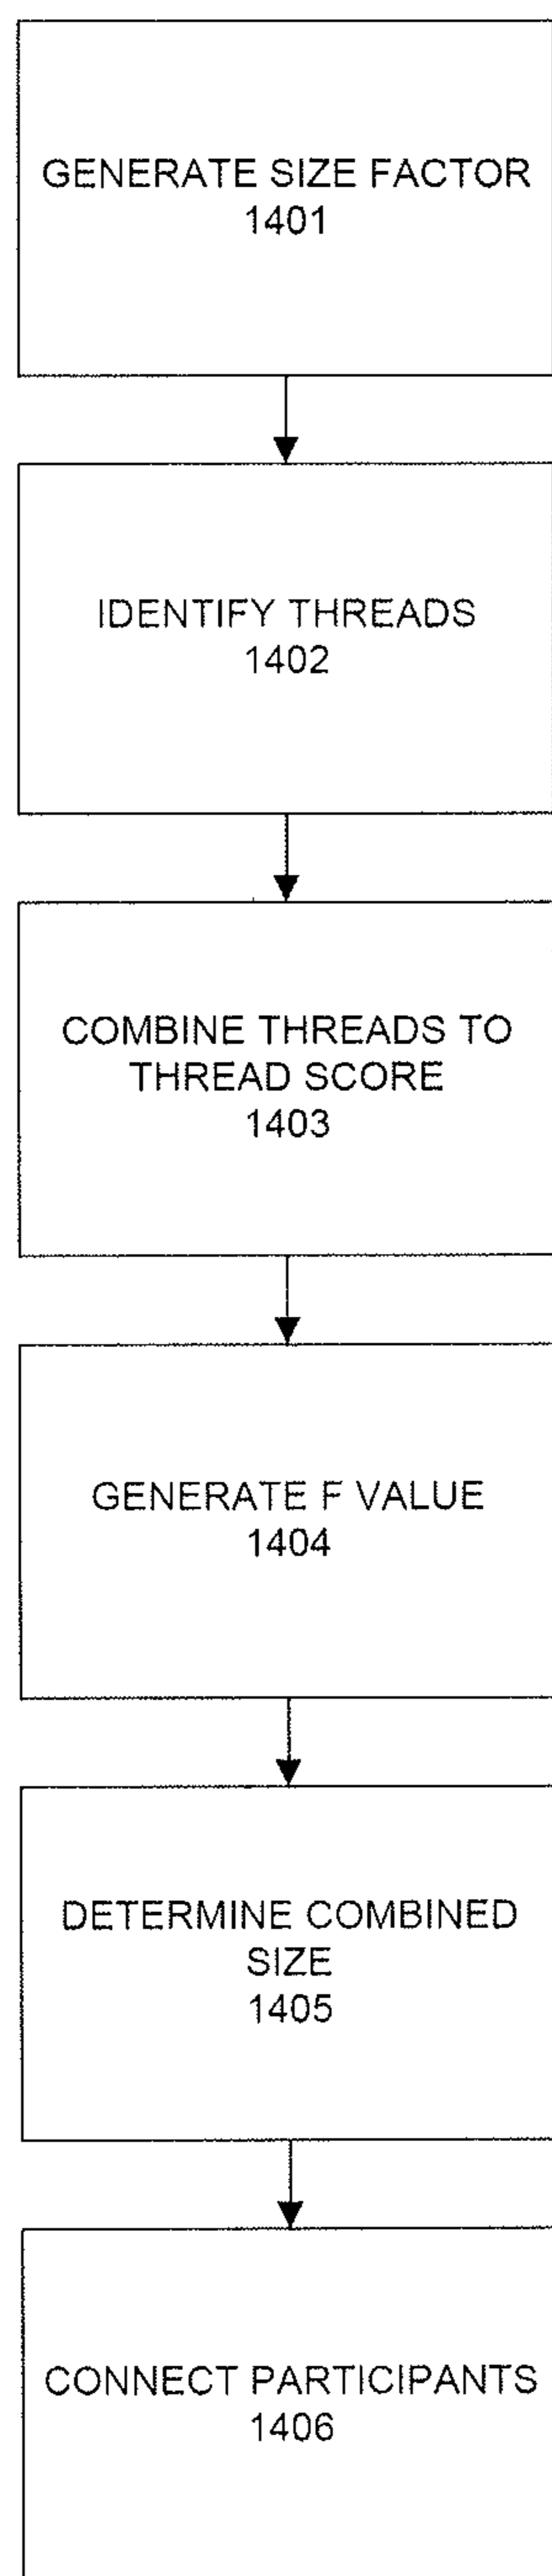 GENERATE SIZE FACTOR
1401
IDENTIFY THREADS
1402
COMBINE THREADS TO
THREAD SCORE
1403
GENERATE F VALUE
1404
DETERMINE COMBINED
SIZE
1405
CONNECT PARTICIPANTS
1406